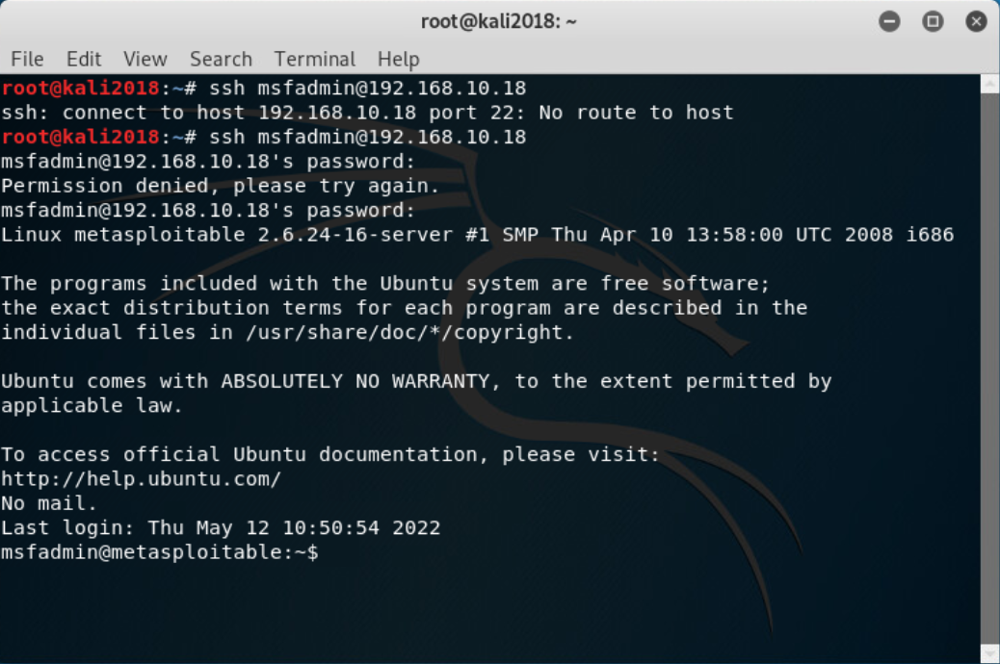 root@kali2018: ~
File Edit View Search Terminal Help
root@kali2018:~# ssh msfadmin@192.168.10.18
ssh: connect to host 192.168.10.18 port 22: No route to host
root@kali2018:~# ssh msfadmin@192.168.10.18
msfadmin@192.168.10.18's password:
Permission denied, please try again.
msfadmin@192.168.10.18's password:
Linux metasploitable 2.6.24-16-server #1 SMP Thu Apr 10 13:58:00 UTC 2008 i686
The programs included with the Ubuntu system are free software;
the exact distribution terms for each program are described in the
individual files in /usr/share/doc/*/copyright.
Ubuntu comes with ABSOLUTELY NO WARRANTY, to the extent permitted by
applicable law.
To access official Ubuntu documentation, please visit:
http://help.ubuntu.com/
No mail.
Last login: Thu May 12 10:50:54 2022
msfadmin@metasploitable:~$